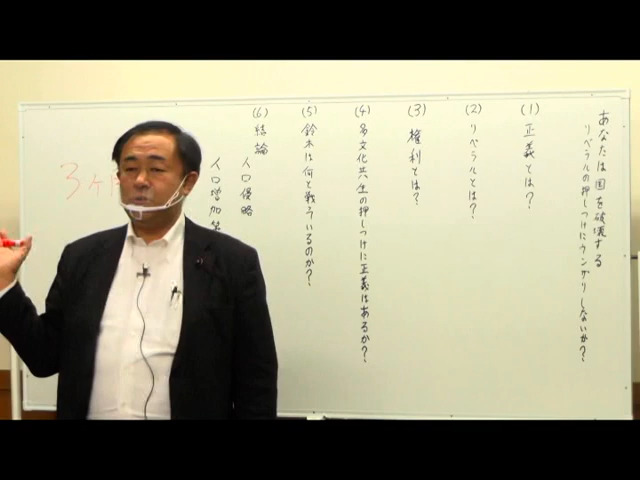 あなたは国を破壊する
リベラルの押しつけにウンザリしないか?
(1) 正義とは?
(2) リベラルとは?
(3) 権利とは?
(4) 多文化共生の押しつけに正義はあるか?
(5) 鈴木は何と戦っているのか?
(6) 結論
人口侵略
人口増加
3ヶ月